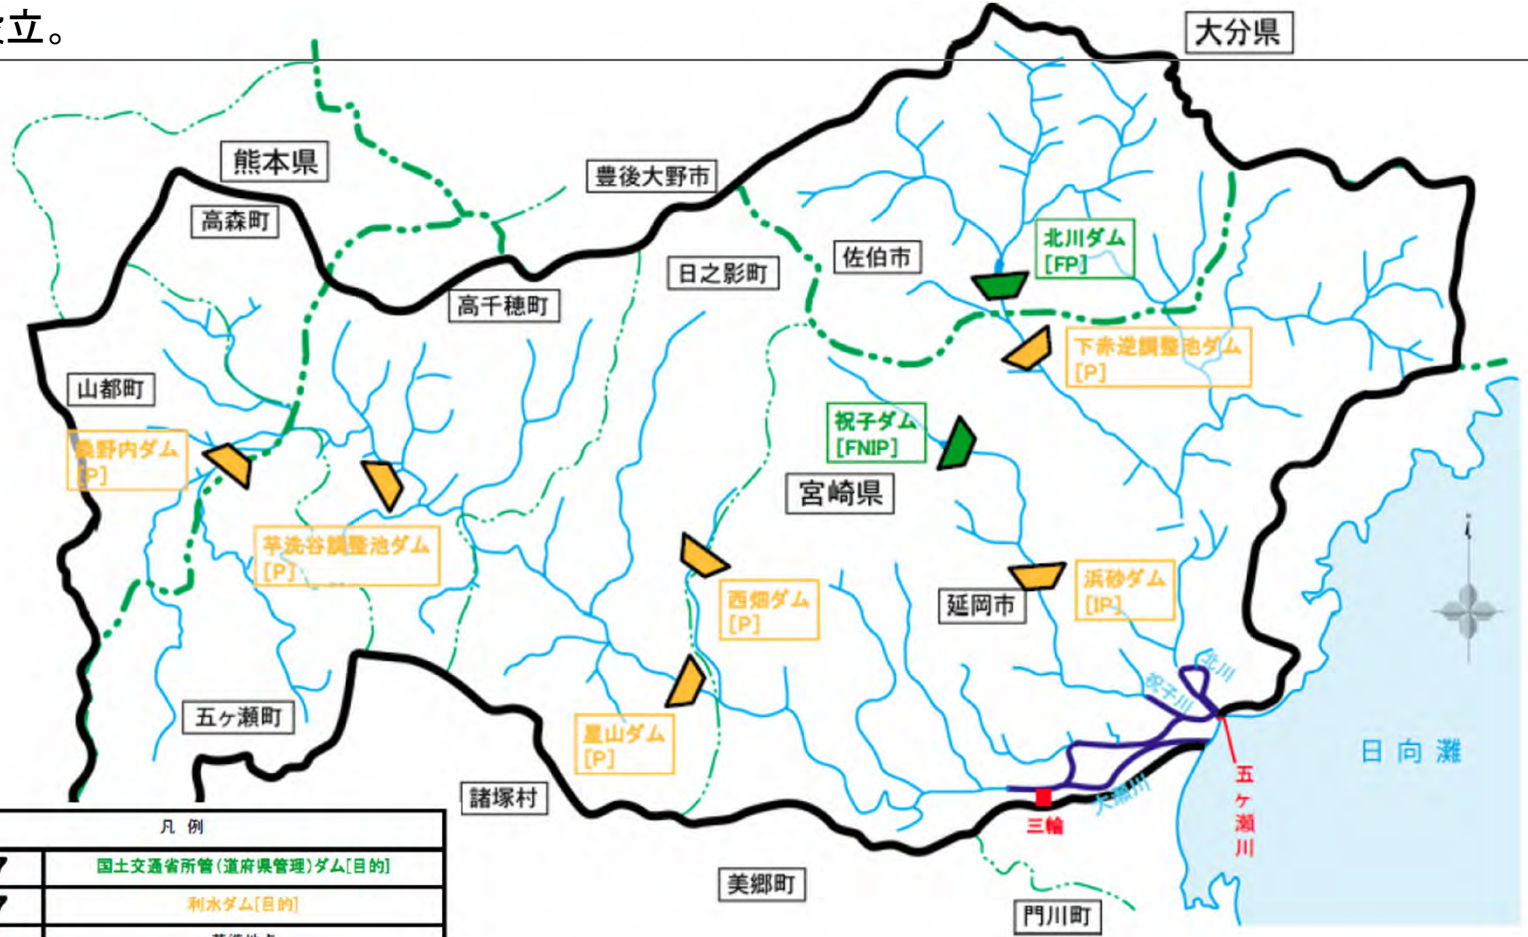 立。
大分県
熊本県
豊後大野市
高森町
北川ダム
[FP]
佐伯市
日之影町
高千穂町
下赤逆調整池ダム
[P]
山都町
祝子ダム
[FNIP]
桑野内ダム
[P]
宮崎県
芋洗谷調整池ダム
[P]
西畑ダム
[P]
延岡市
浜砂ダム
[IP]
北川
祝子川
五ヶ瀬町
星山ダム
[P]
日向灘
五ヶ瀬川
諸塚村
大瀬川
三輪
凡 例
国土交通省所管(道府県管理)ダム[目的]
利水ダム[目的]
美郷町
門川町